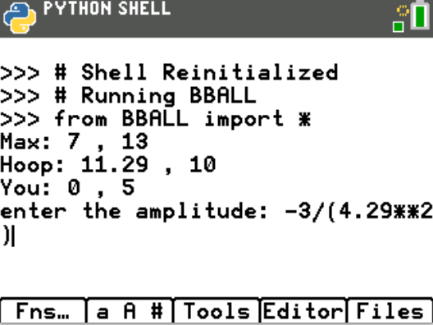 PYTHON SHELL
>>> # Shell Reinitialized
>>> # Running BBALL
>>> from BBALL import *
Max: 7 , 13
Hoop: 11.29 , 10
You: 0 , 5
enter the amplitude: -3/(4.29**2
)
Fns… a A # Tools Editor Files